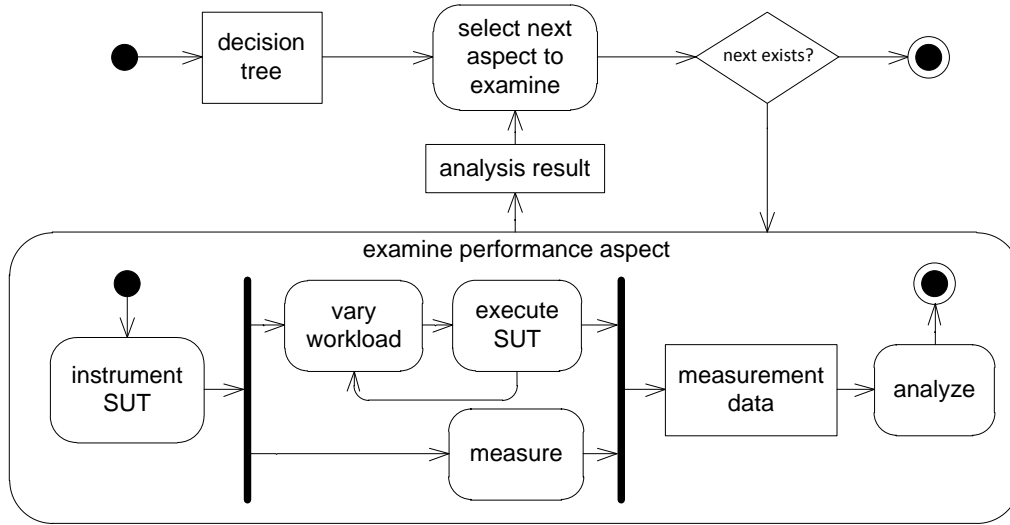 decision
tree
select next
aspect to
examine
next exists?
analysis result
examine performance aspect
instrument
SUT
vary
workload
execute
SUT
measure
measurement
data
analyze